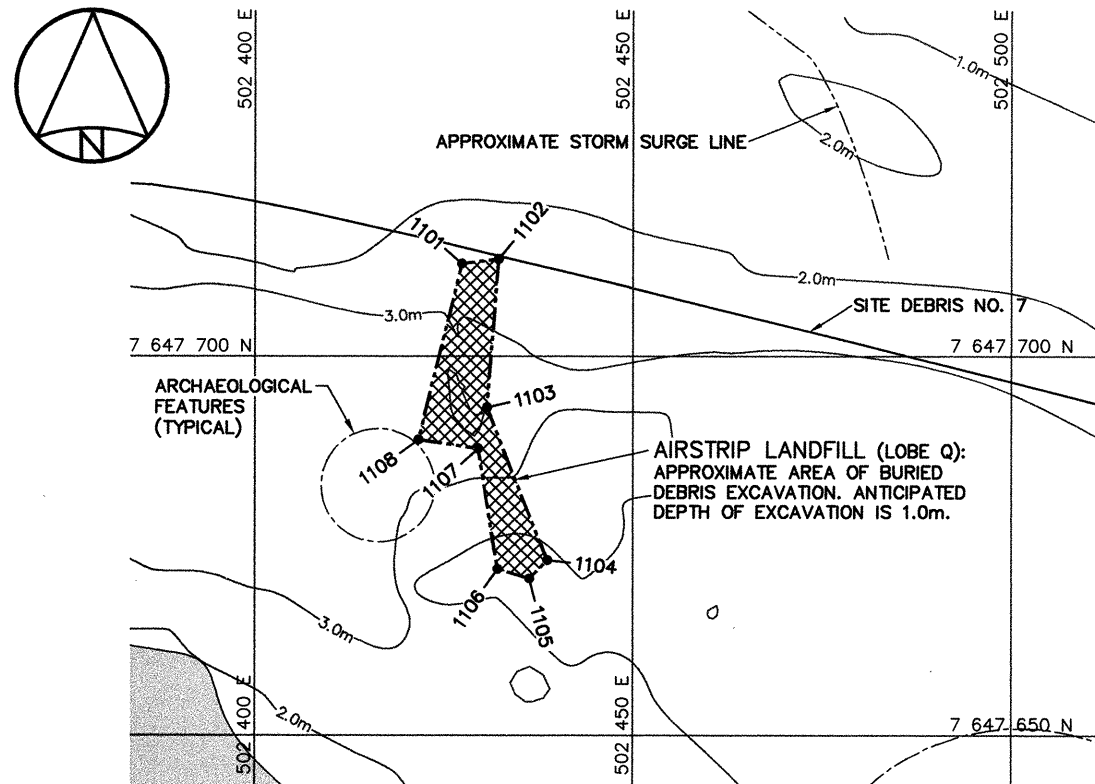 502 400 E
502 450 E
502 500 E
1.0m
APPROXIMATE STORM SURGE LINE
2.0m
N
1101
1102
2.0m
SITE DEBRIS NO. 7
3.0m
7 647 700 N
7 647 700 N
ARCHAEOLOGICAL
FEATURES
(TYPICAL)
1103
1108
1107
AIRSTRIP LANDFILL (LOBE Q):
APPROXIMATE AREA OF BURIED
DEBRIS EXCAVATION. ANTICIPATED
DEPTH OF EXCAVATION IS 1.0m.
1104
1106
1105
3.0m
2.0m
502 400 E
502 450 E
7 647 650 N